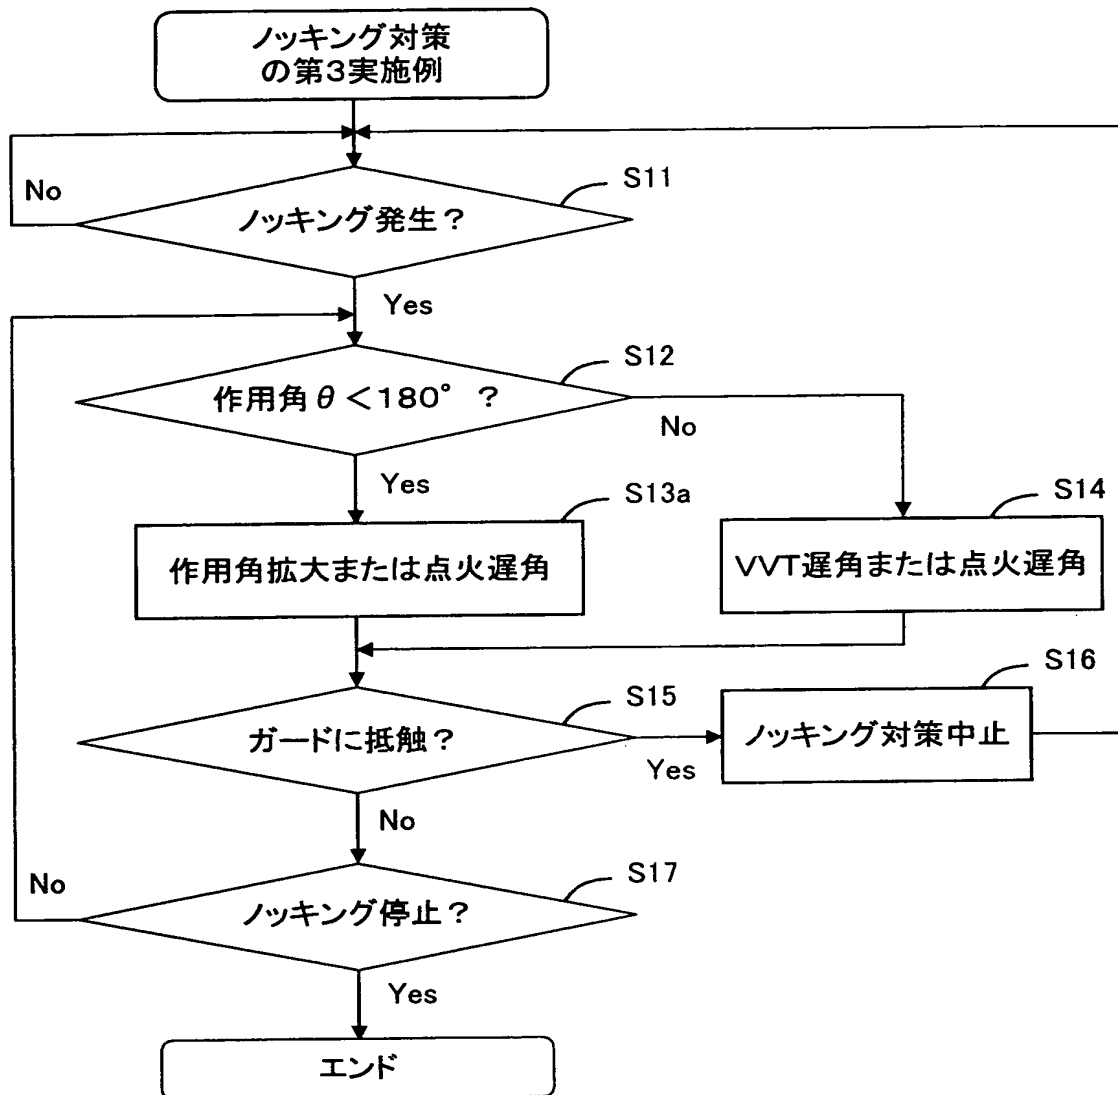 ノッキング対策
の第3実施例
No
S11
ノッキング発生？
Yes
S12
作用角θ＜180°？
No
Yes
S13a
作用角拡大または点火遅角
S14
VVT遅角または点火遅角
S15
ガードに抵触？
Yes
S16
ノッキング対策中止
No
S17
No
ノッキング停止？
Yes
エンド